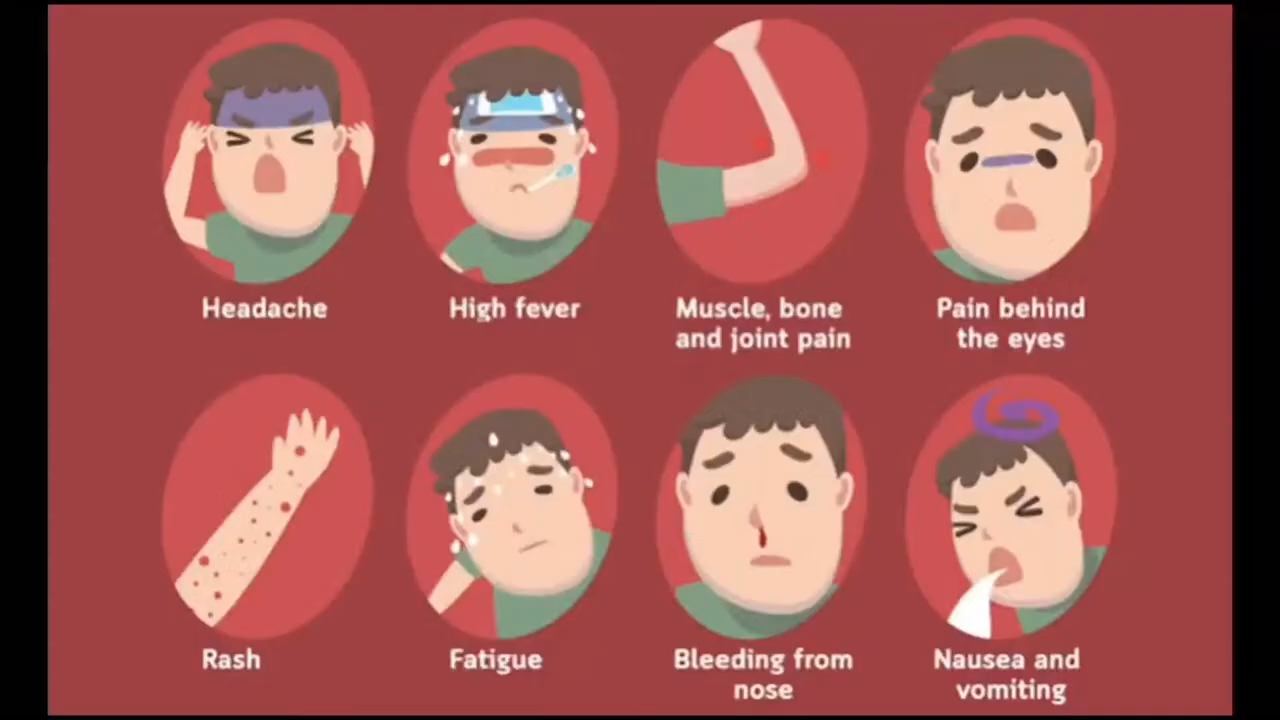 Headache
High fever
Muscle, bone
and joint pain
Pain behind
the eyes
Rash
Fatigue
Bleeding from
nose
Nausea and
vomiting